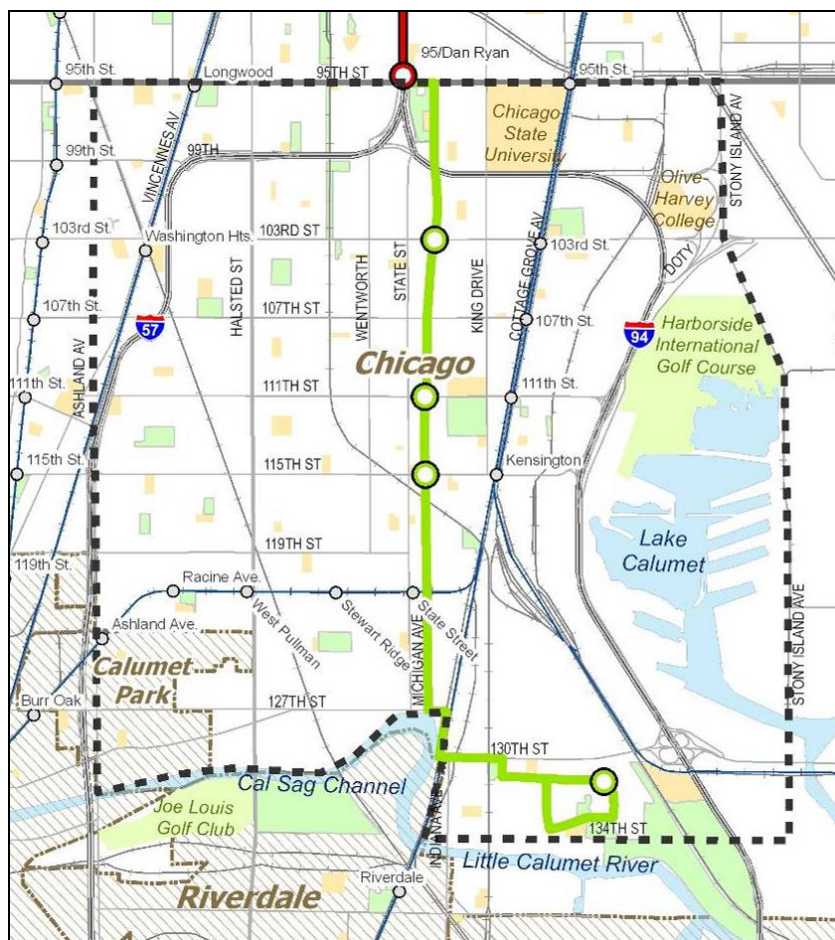 95/Dan Ryan
95th St.
Longwood
95TH ST
95th St.
VINCENNES AV
Chicago
State
University
STONY ISLAND AV
99th St.
99TH
Olive-
Harvey
College
103rd St.
Washington Hts.
103RD ST
STATE ST
COTTAGE GROVE AV
103rd St.
DOTY
HALSTED ST
WENTWORTH
KING DRIVE
107th St.
107TH ST
107th St.
57
94
Harborside
International
Golf Course
Chicago
ASHLAND AV
111th St.
111TH ST
111th St.
115th St.
115TH ST
Kensington
Lake
Calumet
119th St.
119TH ST
Racine Ave.
West Pullman
Stewart Ridge
State Street
Ashland Ave.
MICHIGAN AVE
STONY ISLAND AVE
Calumet
Park
Burr Oak
127TH ST
130TH ST
Cal Sag Channel
INDIANA AVE
Joe Louis
Golf Club
134TH ST
Little Calumet River
Riverdale
Riverdale